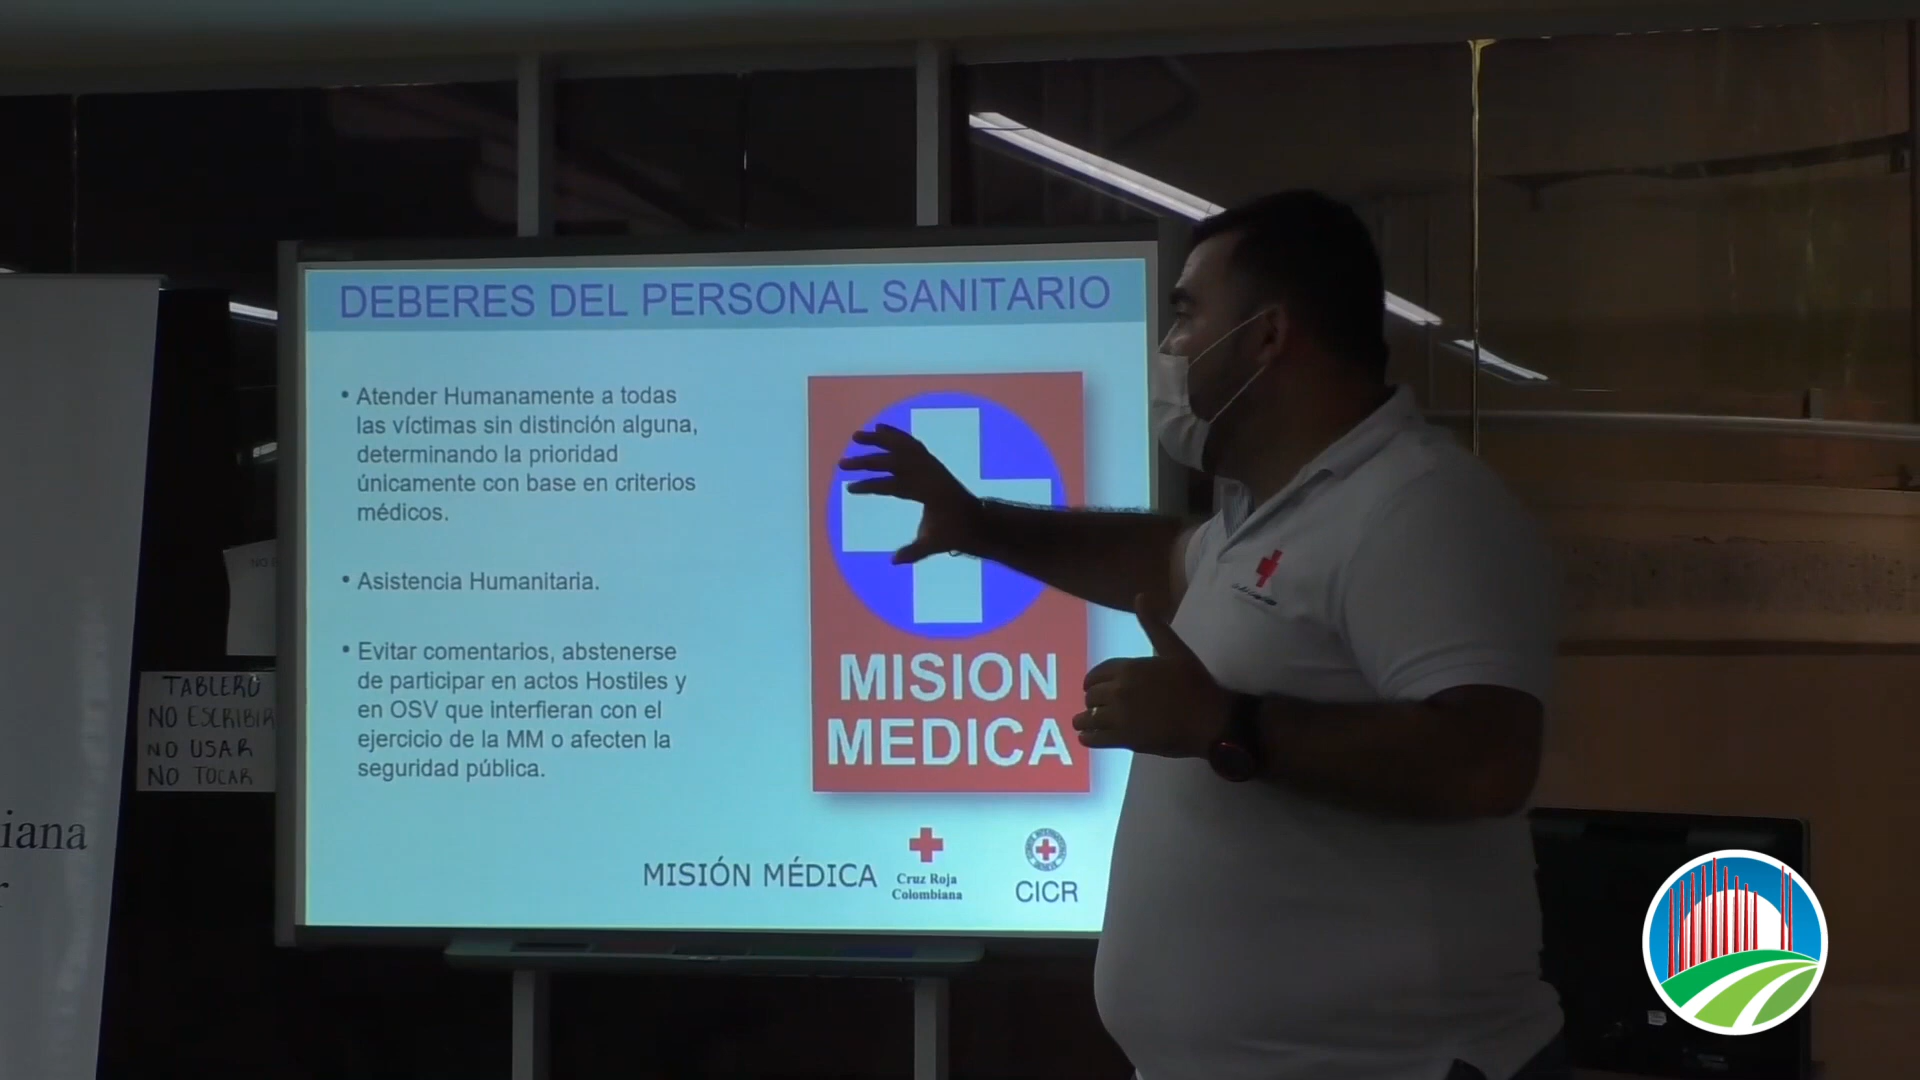 DEBERES DEL PERSONAL SANITARIO
• Atender Humanamente a todas
las víctimas sin distinción alguna,
determinando la prioridad
únicamente con base en criterios
médicos.
• Asistencia Humanitaria.
• Evitar comentarios, abstenerse
de participar en actos Hostiles y
en OSV que interfieran con el
ejercicio de la MM o afecten la
seguridad pública.
MISION
MEDICA
MISIÓN MÉDICA
Cruz Roja
Colombiana
CICR
NO
TABLERO
NO ESCRIBIR
NO USAR
NO TOCAR
iana